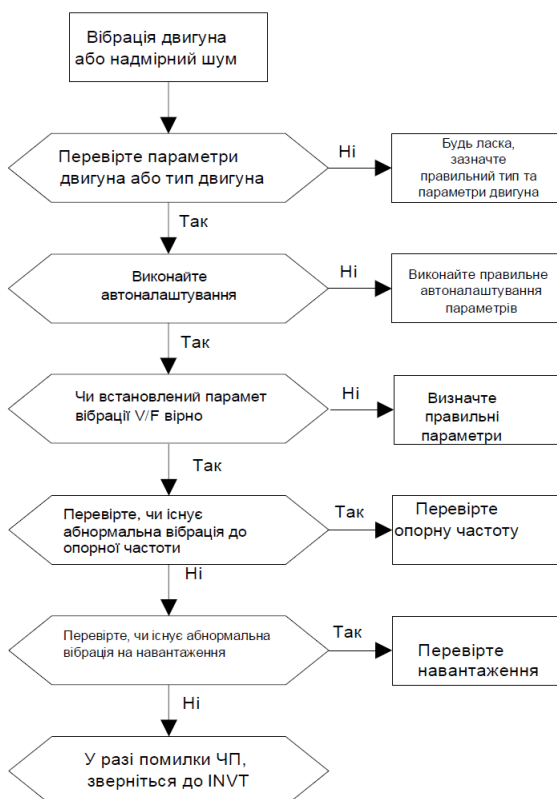 Вібрація двигуна
або надмірний шум
Перевірте параметри
двигуна або тип двигуна
Ні
Будь ласка,
зазначте
правильний тип та
параметри двигуна
Так
Виконайте
автоналаштування
Ні
Виконайте правильне
автоналаштування
параметрів
Так
Чи встановлений парамет
вібрації V/F вірно
Ні
Визначте
правильні
параметри
Так
Перевірте, чи існує
абнормальна вібрація до
опорної частоти
Так
Перевірте
опорну частоту
Ні
Перевірте, чи існує абнормальна
вібрація на навантаження
Так
Перевірте
навантаження
Ні
У разі помилки ЧП,
зверніться до INVT